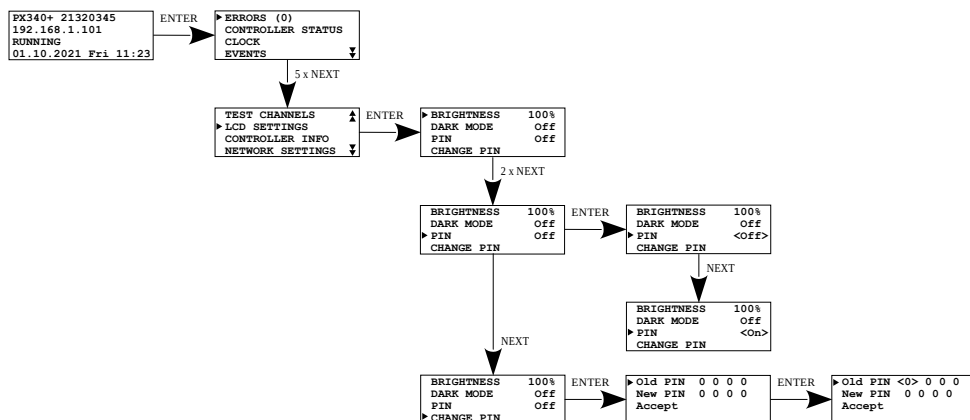 PX340+ 21320345
192.168.1.101
RUNNING
01.10.2021 Fri 11:23
ENTER
ERRORS (0)
CONTROLLER STATUS
CLOCK
EVENTS
5 x NEXT
TEST CHANNELS
LCD SETTINGS
CONTROLLER INFO
NETWORK SETTINGS
ENTER
BRIGHTNESS 100%
DARK MODE Off
PIN Off
CHANGE PIN
2 x NEXT
BRIGHTNESS 100%
DARK MODE Off
PIN Off
CHANGE PIN
ENTER
BRIGHTNESS 100%
DARK MODE Off
PIN <Off>
CHANGE PIN
NEXT
BRIGHTNESS 100%
DARK MODE Off
PIN <On>
CHANGE PIN
NEXT
BRIGHTNESS 100%
DARK MODE Off
PIN Off
CHANGE PIN
ENTER
Old PIN 0 0 0 0
New PIN 0 0 0 0
Accept
ENTER
Old PIN <0> 0 0 0
New PIN 0 0 0 0
Accept